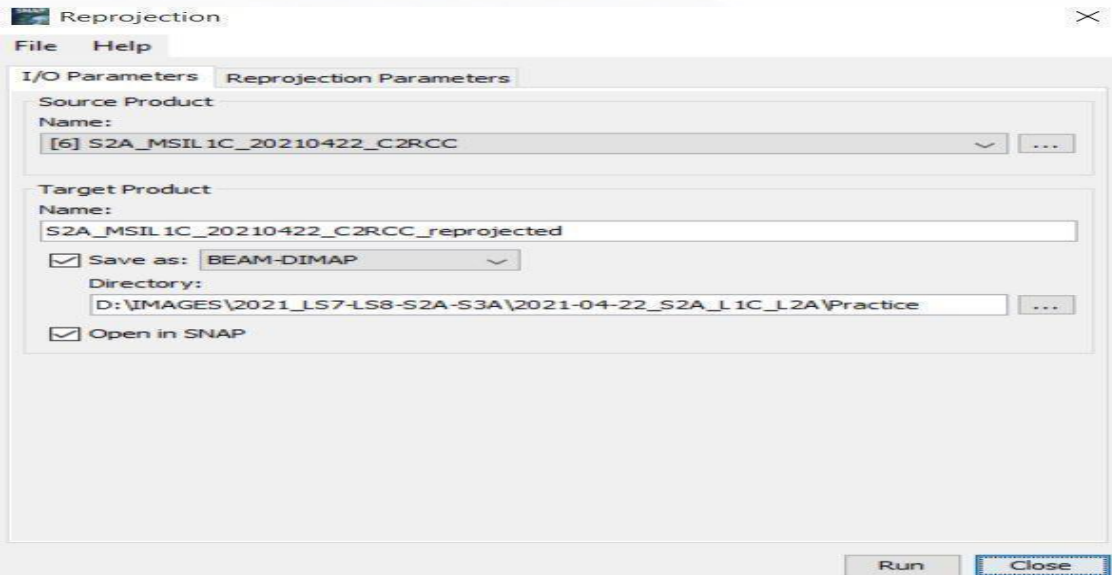 Reprojection
File Help
I/O Parameters Reprojection Parameters
Source Product
Name:
[6] S2A_MSIL1C_20210422_C2RCC
...
Target Product
Name:
S2A_MSIL1C_20210422_C2RCC_reprojected
Save as: BEAM-DIMAP
Directory:
D:\IMAGES\2021_LS7-LS8-S2A-S3A\2021-04-22_S2A_L1C_L2A\Practice
...
Open in SNAP
Run Close